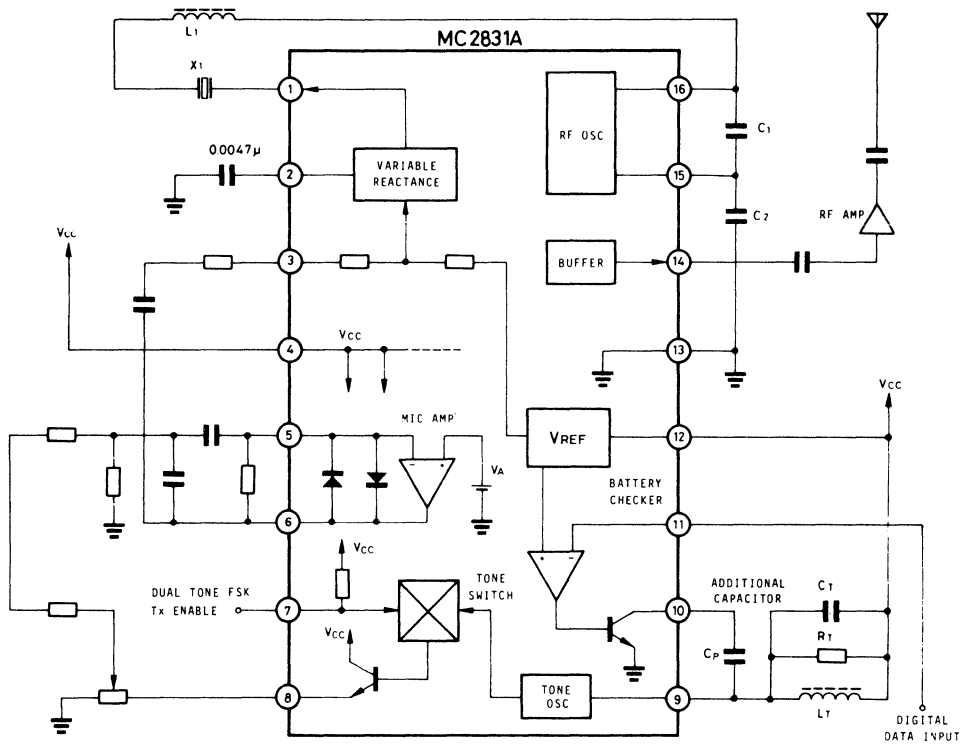 MC2831A
L1
X1
1
16
RF OSC
C1
0.0047µ
2
VARIABLE
REACTANCE
15
C2
RF AMP
VCC
3
BUFFER
14
4
VCC
13
VCC
MIC AMP
5
- +
VREF
12
VA
BATTERY
CHECKER
6
11
+ -
VCC
DUAL TONE FSK
Tx ENABLE
7
TONE
SWITCH
10
ADDITIONAL
CAPACITOR
CT
VCC
CP
RT
8
TONE
OSC
9
LT
DIGITAL
DATA INPUT